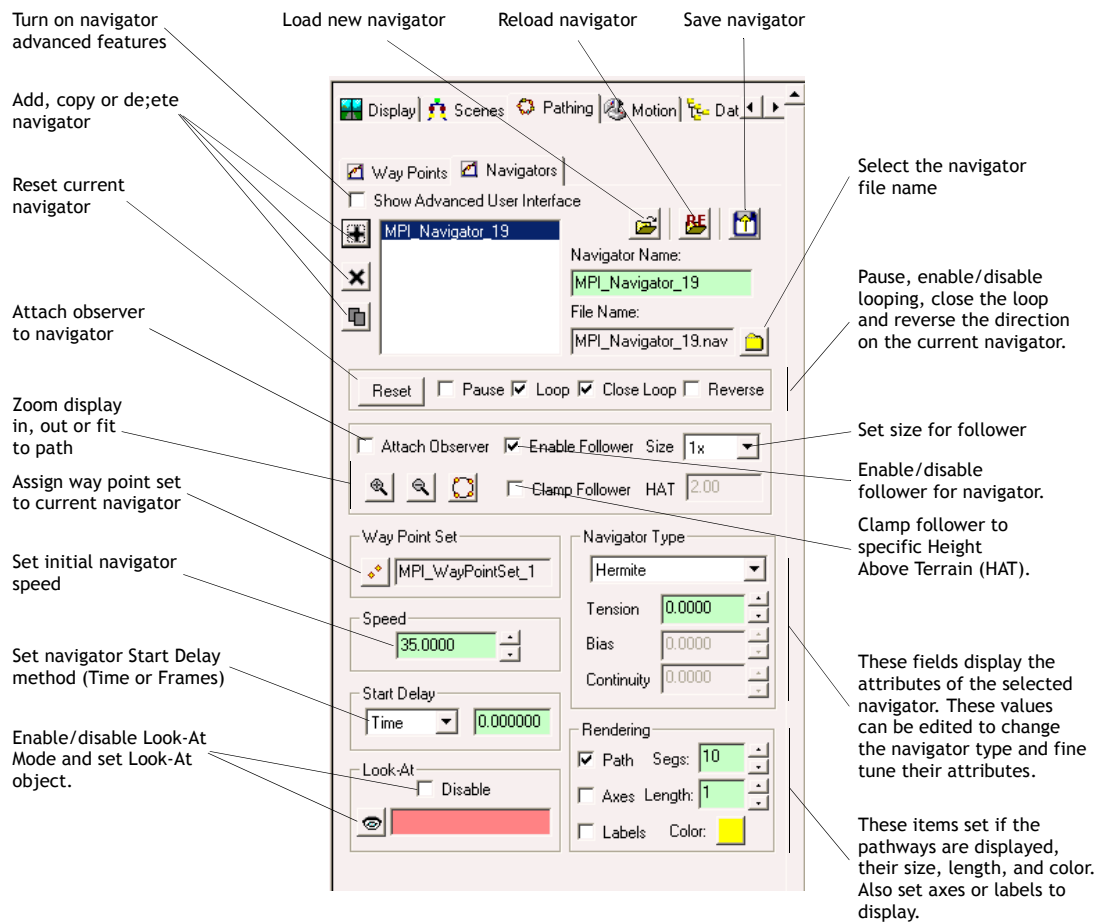 Turn on navigator
advanced features
Load new navigator
Reload navigator
Save navigator
Add, copy or de;ete
navigator
Reset current
navigator
Attach observer
to navigator
Zoom display
in, out or fit
to path
Assign way point set
to current navigator
Set initial navigator
speed
Set navigator Start Delay
method (Time or Frames)
Enable/disable Look-At
Mode and set Look-At
object.
Display Scenes Pathing Motion Dat
Way Points Navigators
Show Advanced User Interface
RE
MPI_Navigator_19
Navigator Name:
MPI_Navigator_19
File Name:
MPI_Navigator_19.nav
Reset Pause Loop Close Loop Reverse
Attach Observer Enable Follower Size 1x
Clamp Follower HAT 2.00
Way Point Set
MPI_WayPointSet_1
Speed
35.0000
Start Delay
Time 0.000000
Look-At
Disable
Navigator Type
Hermite
Tension 0.0000
Bias 0.0000
Continuity 0.0000
Rendering
Path Segs: 10
Axes Length: 1
Labels Color:
Select the navigator
file name
Pause, enable/disable
looping, close the loop
and reverse the direction
on the current navigator.
Set size for follower
Enable/disable
follower for navigator.
Clamp follower to
specific Height
Above Terrain (HAT).
These fields display the
attributes of the selected
navigator. These values
can be edited to change
the navigator type and fine
tune their attributes.
These items set if the
pathways are displayed,
their size, length, and color.
Also set axes or labels to
display.